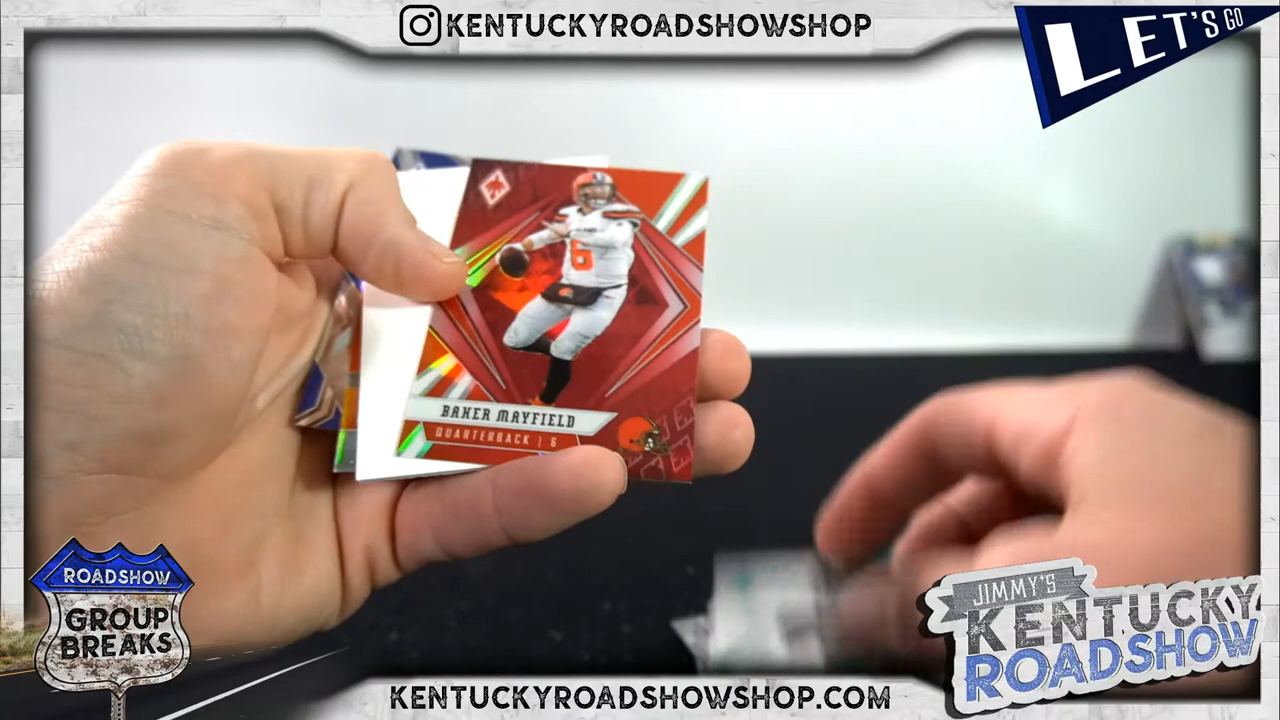 KENTUCKYROADSHOWSHOP
LET'S GO
6
BAKER MAYFIELD
QUARTERBACK | 6
ROADSHOW
GROUP
BREAKS
JIMMY'S
KENTUCKY
ROADSHOW
KENTUCKYROADSHOWSHOP.COM